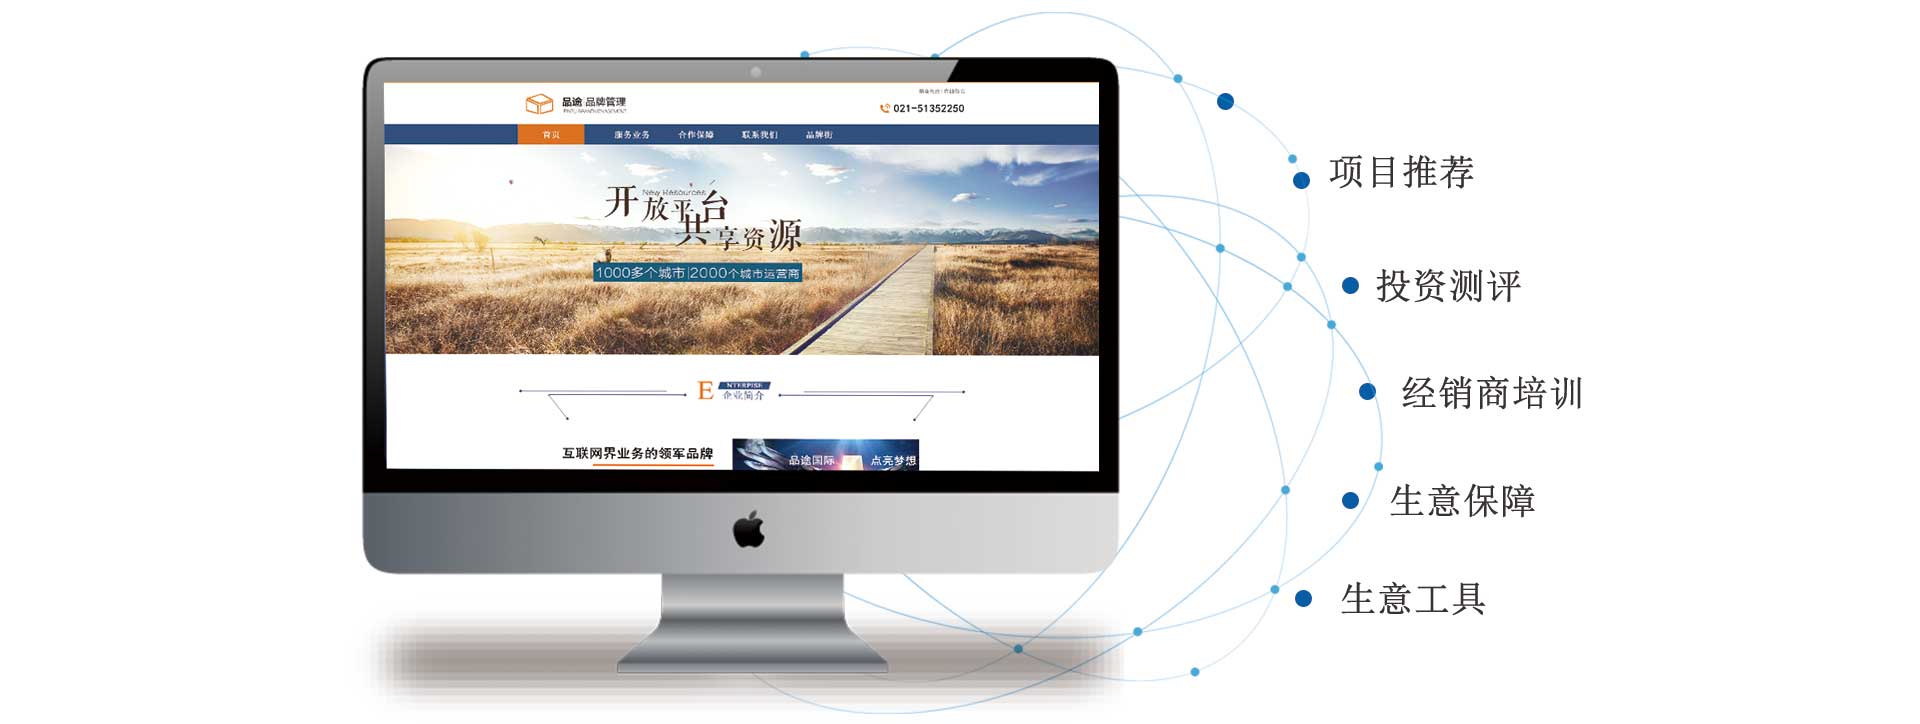 品途 品牌管理
021-51352250
首页 服务业务 合作保障 联系我们 品牌街
New Resources
开放平台
共享资源
1000多个城市|2000个城市运营商
ENTERPISE
企业简介
互联网界业务的领军品牌
品途国际 点亮梦想
项目推荐
投资测评
经销商培训
生意保障
生意工具